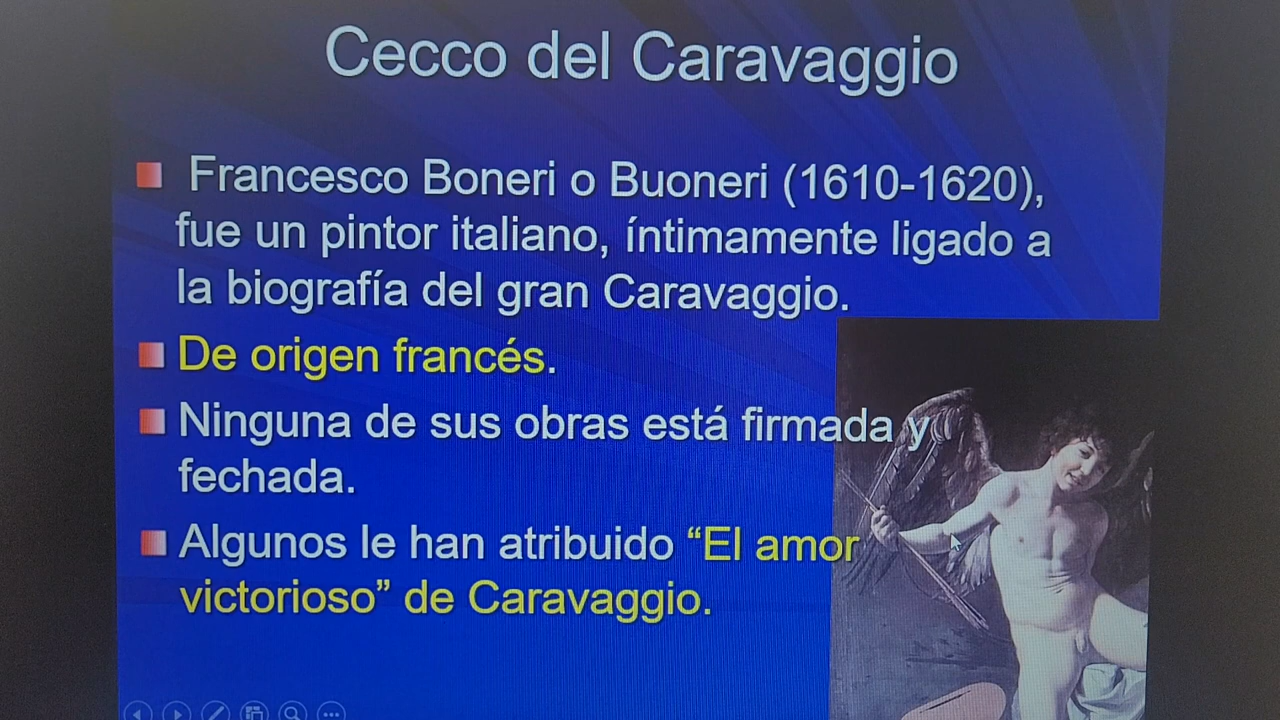 Cecco del Caravaggio
Francesco Boneri o Buoneri (1610-1620),
fue un pintor italiano, íntimamente ligado a
la biografía del gran Caravaggio.
De origen francés.
Ninguna de sus obras está firmada y
fechada.
Algunos le han atribuido “El amor
victorioso” de Caravaggio.